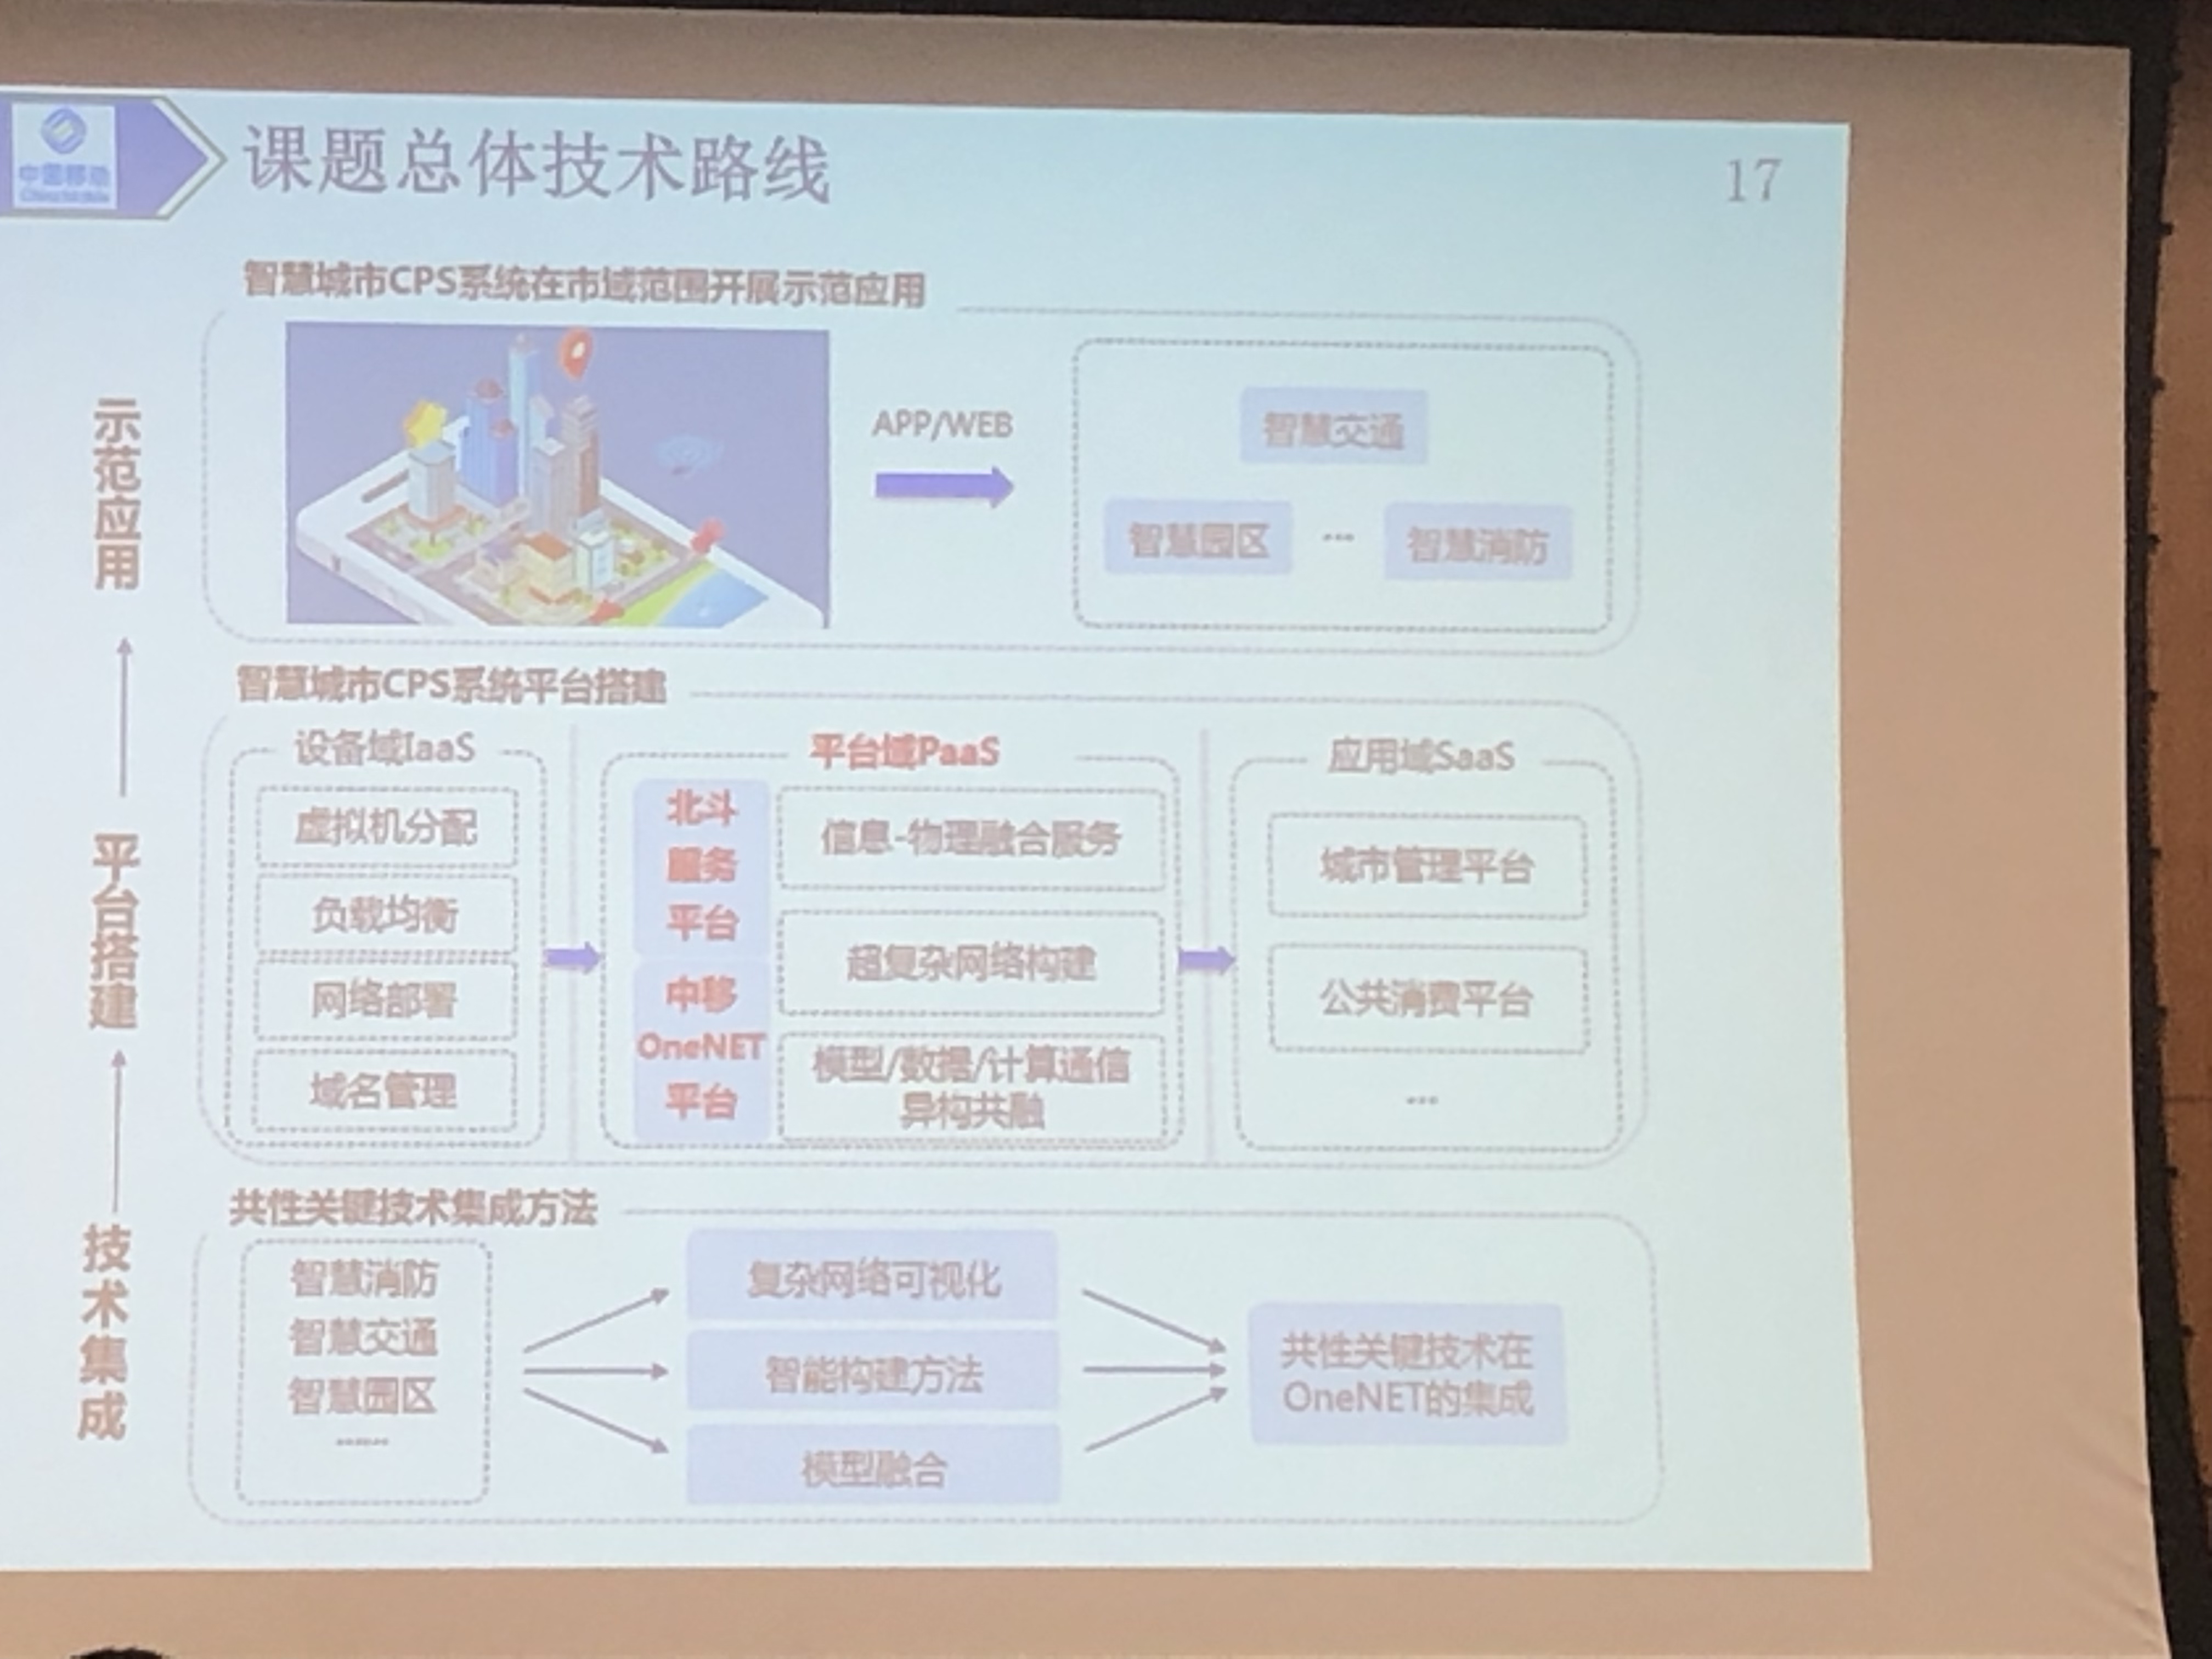 中国移动
China Mobile
课题总体技术路线
17
智慧城市CPS系统在市域范围开展示范应用
示范应用
APP/WEB
智慧交通
智慧园区
...
智慧消防
智慧城市CPS系统平台搭建
平台搭建
设备域IaaS
虚拟机分配
负载均衡
网络部署
域名管理
平台域PaaS
北斗
服务
平台
中移
OneNET
平台
信息-物理融合服务
超复杂网络构建
模型/数据/计算通信
异构共融
应用域SaaS
城市管理平台
公共消费平台
...
共性关键技术集成方法
技术集成
智慧消防
智慧交通
智慧园区
......
复杂网络可视化
智能构建方法
模型融合
共性关键技术在
OneNET的集成